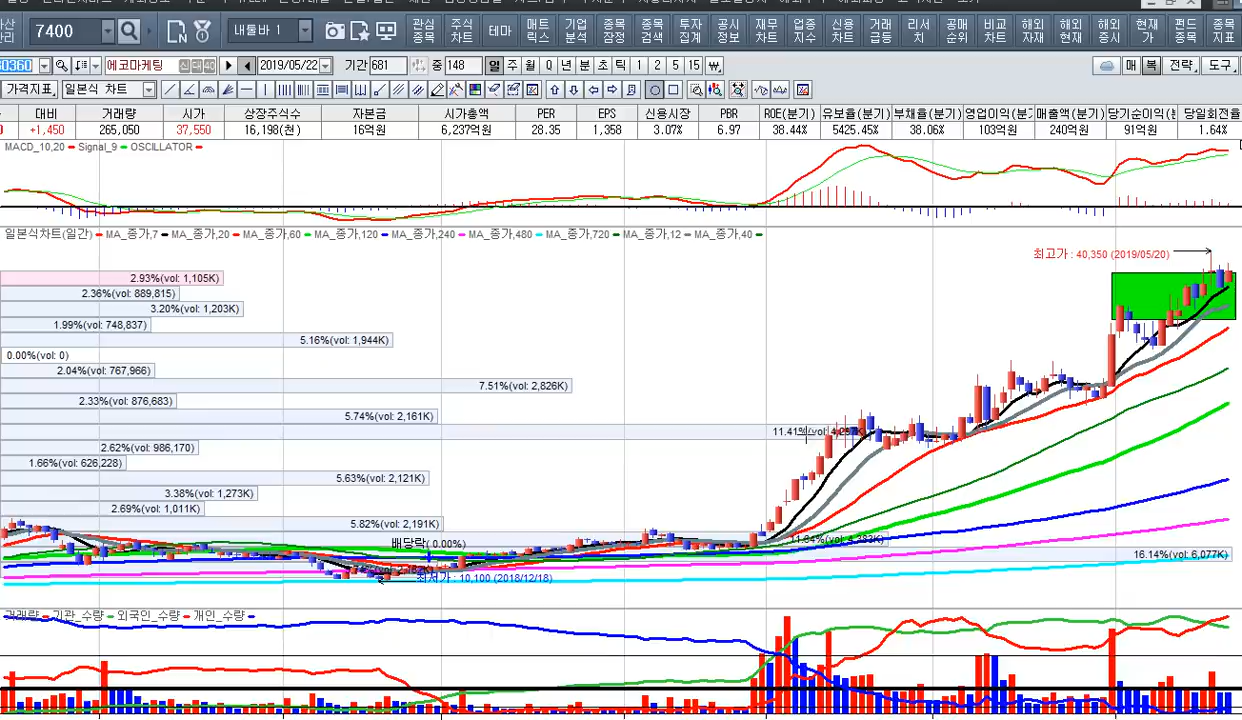 산 7400 내툴바 1 관심 주식 테마 매트 기업 종목 종목 투자 공시 재무 업종 신용 거래 리서 공매 비교 해외 해외 해외 현재 펀드 종목
리 종목 차트 릭스 분석 잠정 검색 집계 정보 차트 지수 차트 급등 치 순위 차트 자재 현재 증시 가 종목 지표
에코마케팅 2019/05/22 기간 681 중 148 일 주 월 Q 년 분 초 틱 1 2 5 15 매 복 전략 도구
가격지표 일본식 차트
대비 거래량 시가 상장주식수 자본금 시가총액 PER EPS 신용시장 PBR ROE(분기) 유보율(분기) 부채율(분기) 영업이익(분: 매출액(분기) 당기순이익(분 당일회전율
+1,450 265,050 37,550 16,198(천) 16억원 6,237억원 28.35 1,358 3.07% 6.97 38.44% 5425.45% 38.06% 103억원 240억원 91억원 1.64%
MACD_10,20 Signal_9 OSCILLATOR
일본식차트(일간) MA_종가,7 MA_종가,20 MA_종가,60 MA_종가,120 MA_종가,240 MA_종가,480 MA_종가,720 MA_종가,12 MA_종가,40
최고가 : 40,350 (2019/05/20)
2.93%(vol: 1,105K)
2.36%(vol: 889,815)
3.20%(vol: 1,203K)
1.99%(vol: 748,837)
5.16%(vol: 1,944K)
0.00%(vol: 0)
2.04%(vol: 767,966)
7.51%(vol: 2,826K)
2.33%(vol: 876,683)
5.74%(vol: 2,161K)
11.41%(vol: 4,297K)
2.62%(vol: 986,170)
1.66%(vol: 626,228)
5.63%(vol: 2,121K)
3.38%(vol: 1,273K)
2.69%(vol: 1,011K)
5.82%(vol: 2,191K)
배당락( 0.00%)
16.14%(vol: 6,077K)
최저가 : 10,100 (2018/12/18)
거래량 기관_수량 외국인_수량 개인_수량